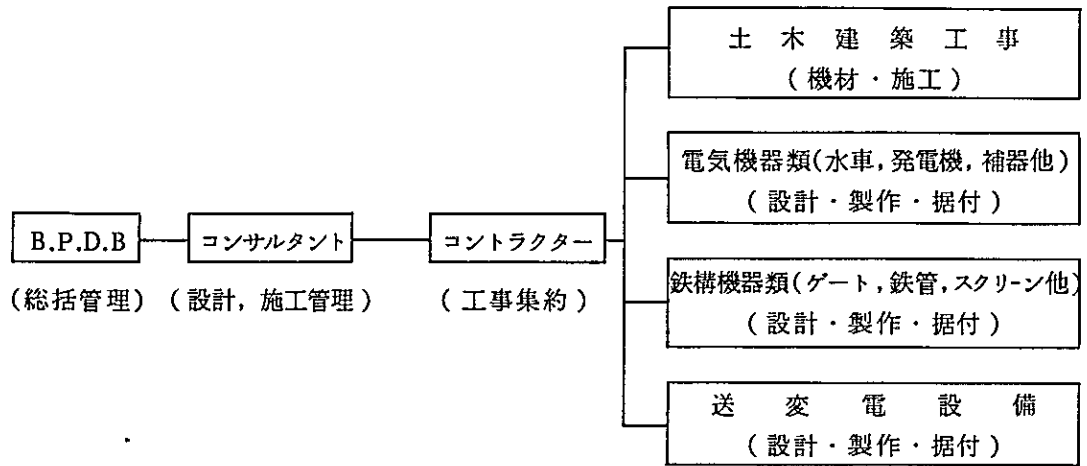 B.P.D.B
(総括管理)
コンサルタント
(設計, 施工管理)
コントラクター
(工事集約)
土木建築工事
(機材・施工)
電気機器類(水車, 発電機, 補器他)
(設計・製作・据付)
鉄構機器類(ゲート, 鉄管, スクリーン他)
(設計・製作・据付)
送変電設備
(設計・製作・据付)